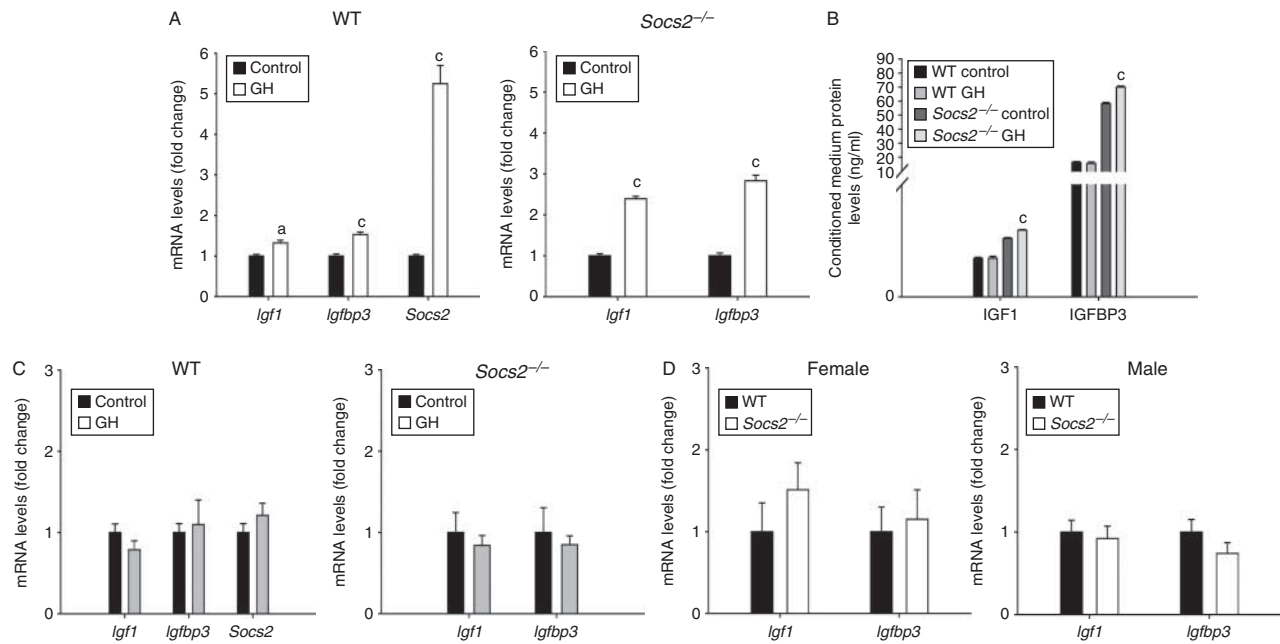 A
WT
Control
GH
mRNA levels (fold change)
6
5
4
3
2
1
0
a
c
c
Igf1 Igfbp3 Socs2
Socs2−/−
Control
GH
mRNA levels (fold change)
6
5
4
3
2
1
0
c
c
Igf1 Igfbp3
B
WT control
WT GH
Socs2−/− control
Socs2−/− GH
Conditioned medium protein
levels (ng/ml)
90
80
70
60
50
40
30
20
10
0
c
c
IGF1 IGFBP3
C
WT
Control
GH
mRNA levels (fold change)
3
2
1
0
Igf1 Igfbp3 Socs2
Socs2−/−
Control
GH
mRNA levels (fold change)
3
2
1
0
Igf1 Igfbp3
D
Female
WT
Socs2−/−
mRNA levels (fold change)
3
2
1
0
Igf1 Igfbp3
Male
WT
Socs2−/−
mRNA levels (fold change)
3
2
1
0
Igf1 Igfbp3